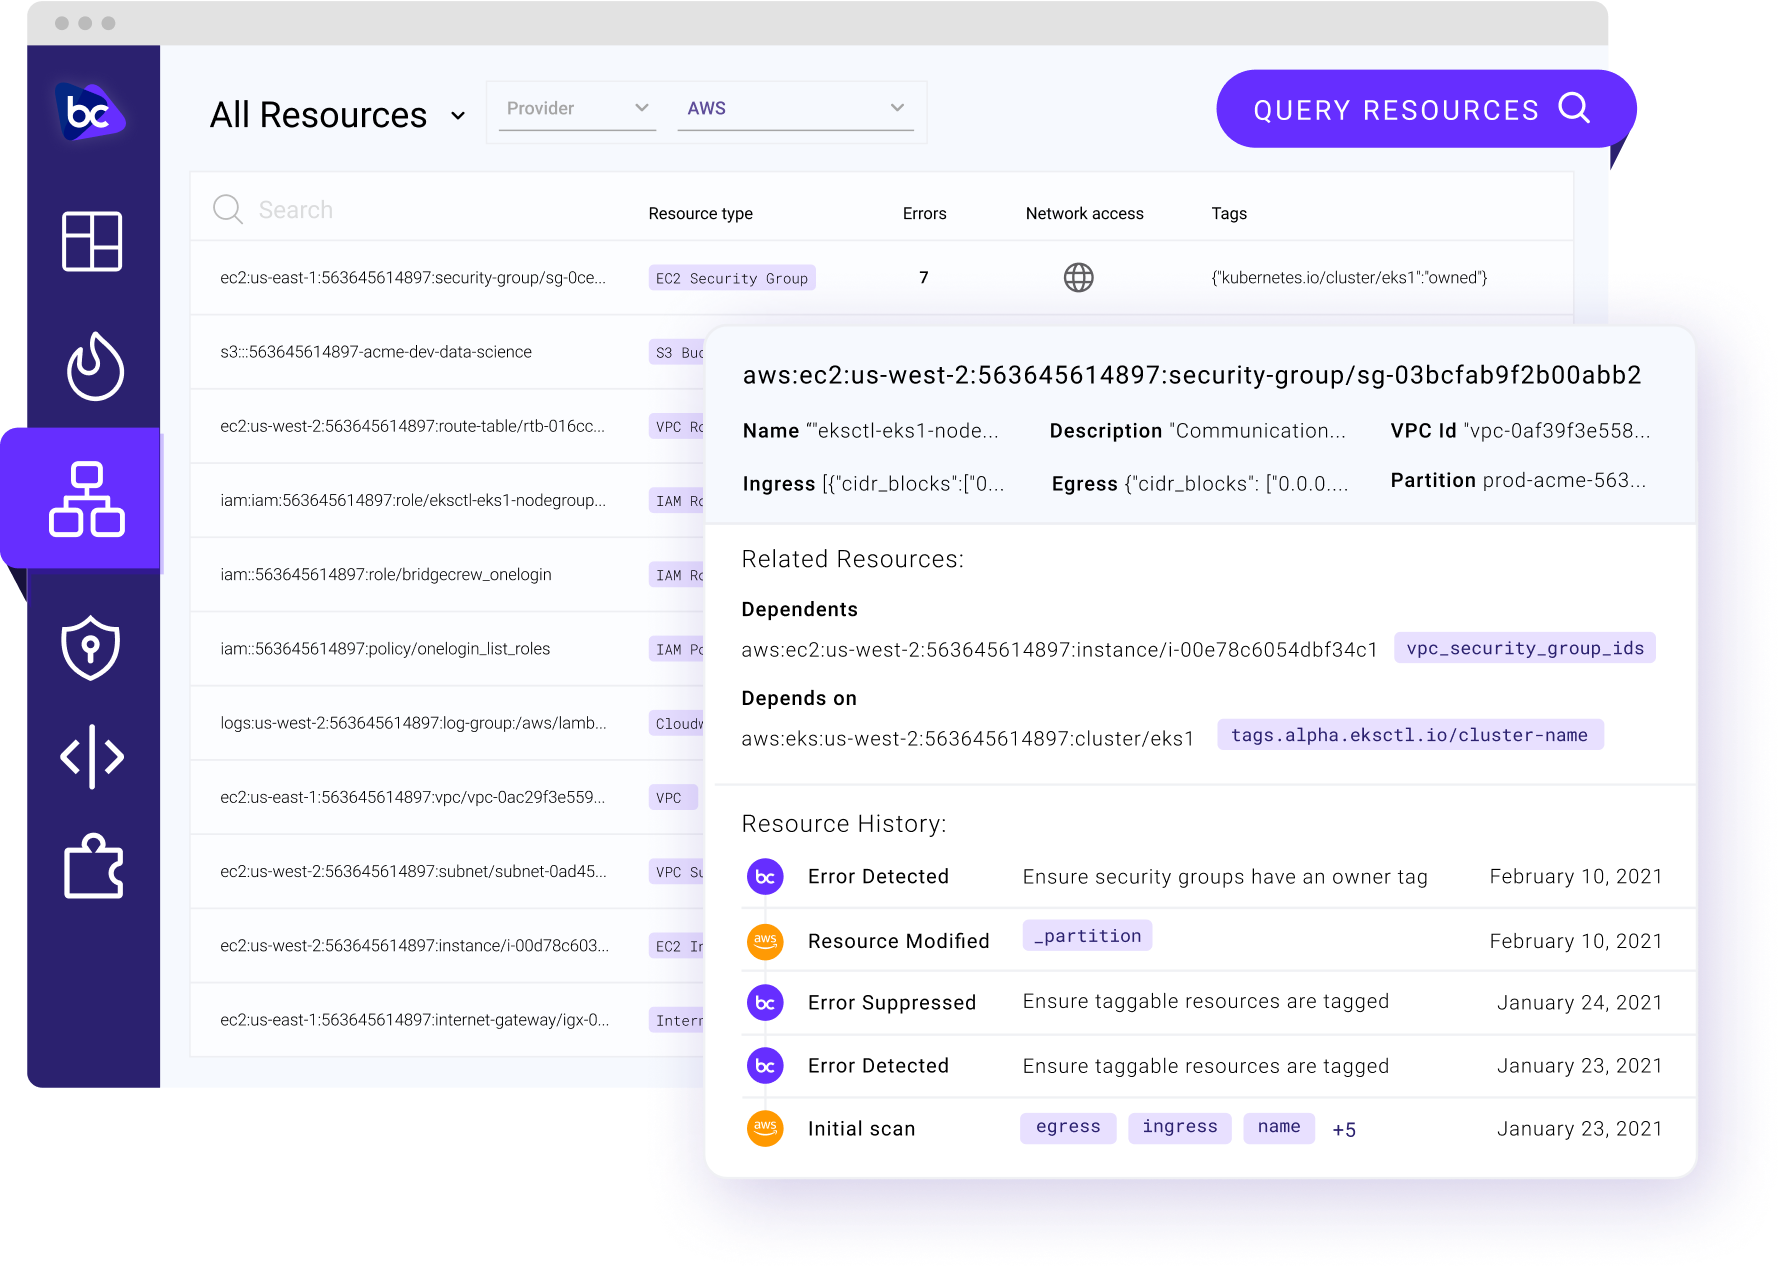 bc
All Resources
Provider
AWS
QUERY RESOURCES
Search
Resource type
Errors
Network access
Tags
ec2:us-east-1:563645614897:security-group/sg-0ce...
EC2 Security Group
7
{"kubernetes.io/cluster/eks1":"owned"}
s3:::563645614897-acme-dev-data-science
S3
ec2:us-west-2:563645614897:route-table/rtb-016cc...
VPC
iam:iam:563645614897:role/eksctl-eks1-nodegroup...
IAM
iam::563645614897:role/bridgecrew_onelogin
IAM
iam::563645614897:policy/onelogin_list_roles
IAM
logs:us-west-2:563645614897:log-group:/aws/lamb...
ec2:us-east-1:563645614897:vpc/vpc-0ac29f3e559...
VPC
ec2:us-west-2:563645614897:subnet/subnet-0ad45...
VPC
ec2:us-west-2:563645614897:instance/i-00d78c603...
EC2
ec2:us-east-1:563645614897:internet-gateway/igx-0...
aws:ec2:us-west-2:563645614897:security-group/sg-03bcfab9f2b00abb2
Name “"eksctl-eks1-node...
Description "Communication...
VPC Id "vpc-0af39f3e558...
Ingress [{"cidr_blocks":["0...
Egress {"cidr_blocks": ["0.0.0....
Partition prod-acme-563...
Related Resources:
Dependents
aws:ec2:us-west-2:563645614897:instance/i-00e78c6054dbf34c1
vpc_security_group_ids
Depends on
aws:eks:us-west-2:563645614897:cluster/eks1
tags.alpha.eksctl.io/cluster-name
Resource History:
bc
Error Detected
Ensure security groups have an owner tag
February 10, 2021
aws
Resource Modified
_partition
February 10, 2021
bc
Error Suppressed
Ensure taggable resources are tagged
January 24, 2021
bc
Error Detected
Ensure taggable resources are tagged
January 23, 2021
aws
Initial scan
egress
ingress
name
+5
January 23, 2021